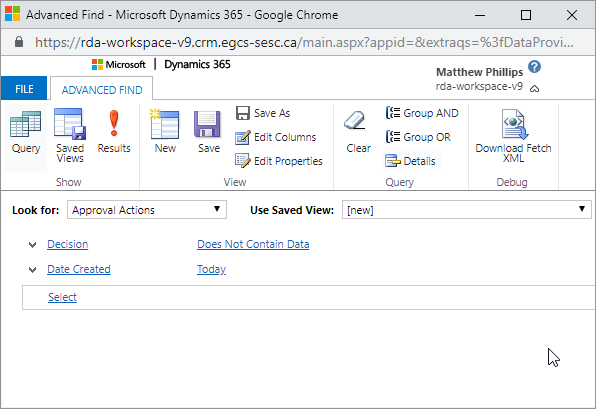 Advanced Find - Microsoft Dynamics 365 - Google Chrome
https://rda-workspace-v9.crm.egcs-sesc.ca/main.aspx?appid=&extraqs=%3fDataProvi...
Microsoft | Dynamics 365
Matthew Phillips ?
rda-workspace-v9
FILE ADVANCED FIND
Query Saved Views Results
Show
New Save Save As
Edit Columns
Edit Properties
View
Clear Group AND
Group OR
Details
Query
Download Fetch XML
Debug
Look for: Approval Actions Use Saved View: [new]
Decision Does Not Contain Data
Date Created Today
Select